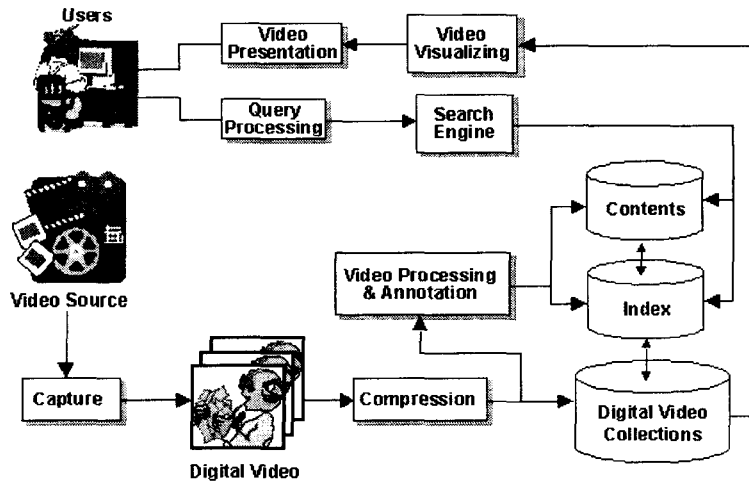 Users
Video
Presentation
Video
Visualizing
Query
Processing
Search
Engine
Contents
Video Processing
& Annotation
Video Source
Index
Capture
Compression
Digital Video
Collections
Digital Video